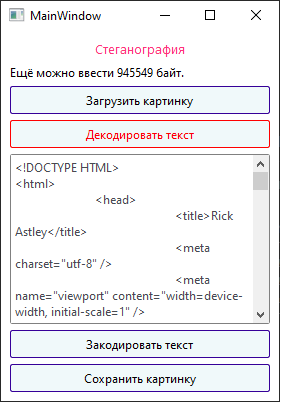 MainWindow
Стеганография
Ещё можно ввести 945549 байт.
Загрузить картинку
Декодировать текст
<!DOCTYPE HTML>
<html>
<head>
<title>Rick
Astley</title>
<meta
charset="utf-8" />
<meta
name="viewport" content="width=device-
width, initial-scale=1" />
Закодировать текст
Сохранить картинку